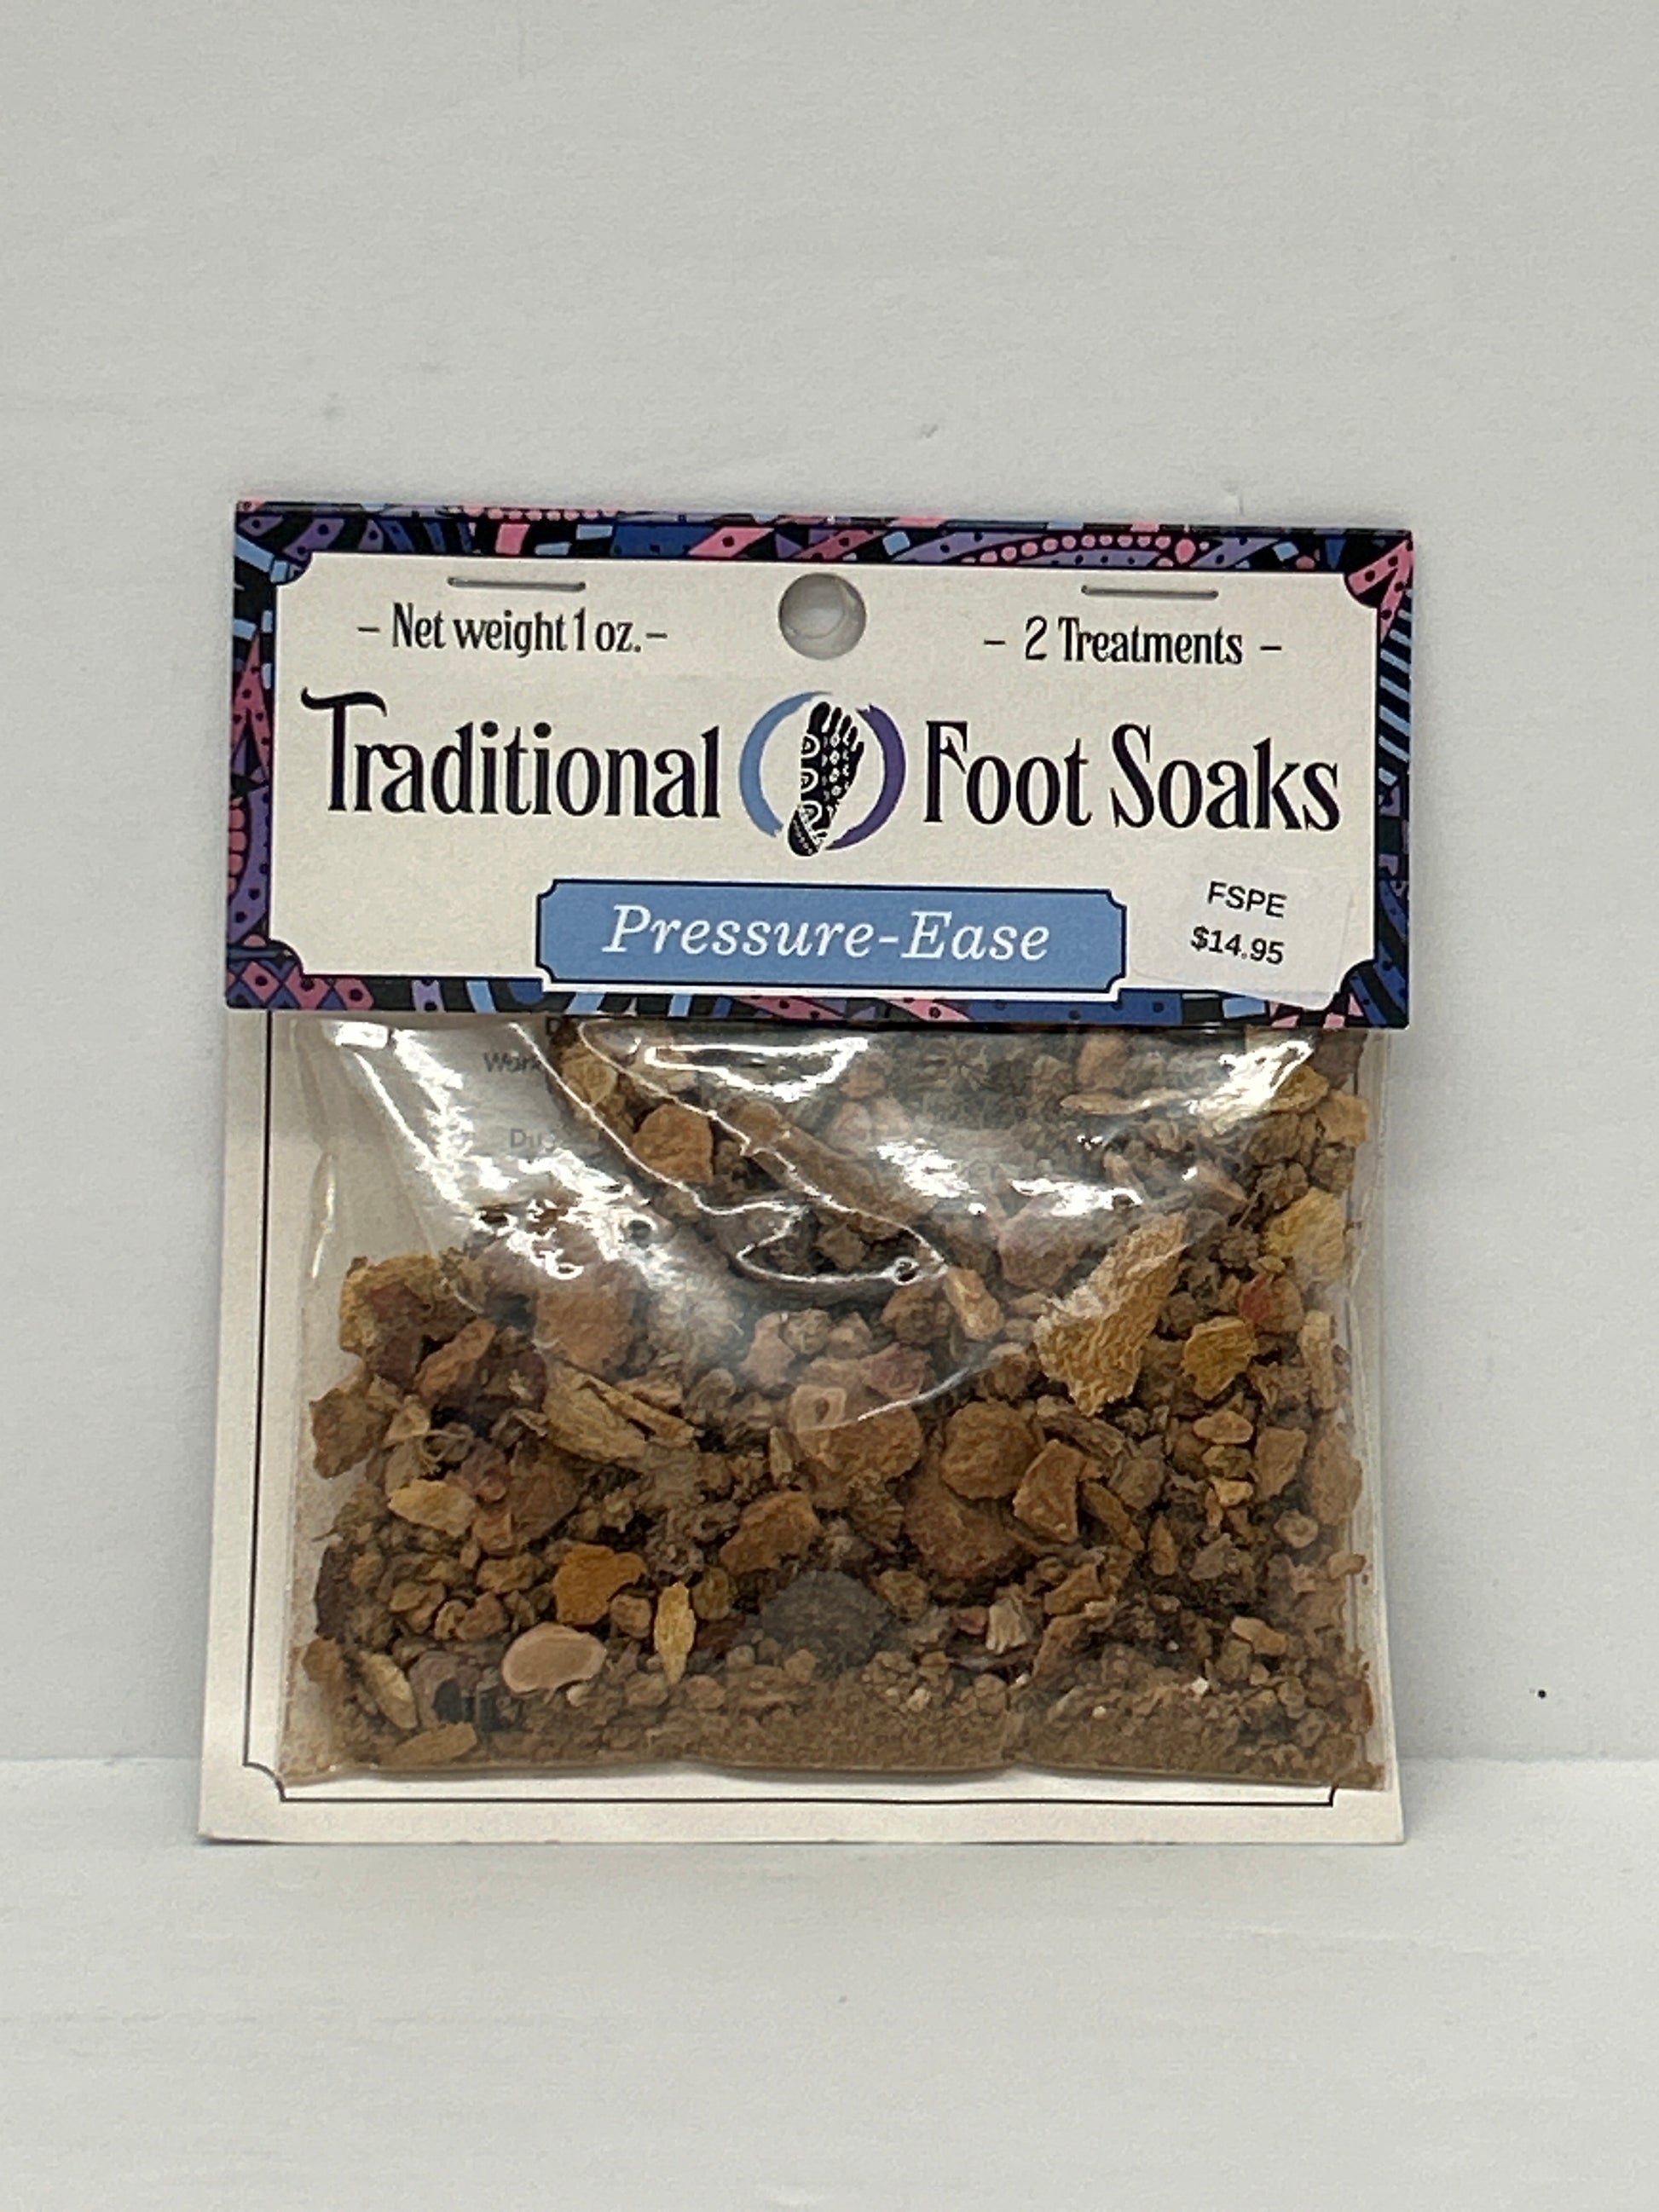 – Net weight 1 oz. –
– 2 Treatments –
Traditional Foot Soaks
Pressure-Ease
FSPE
$14.95